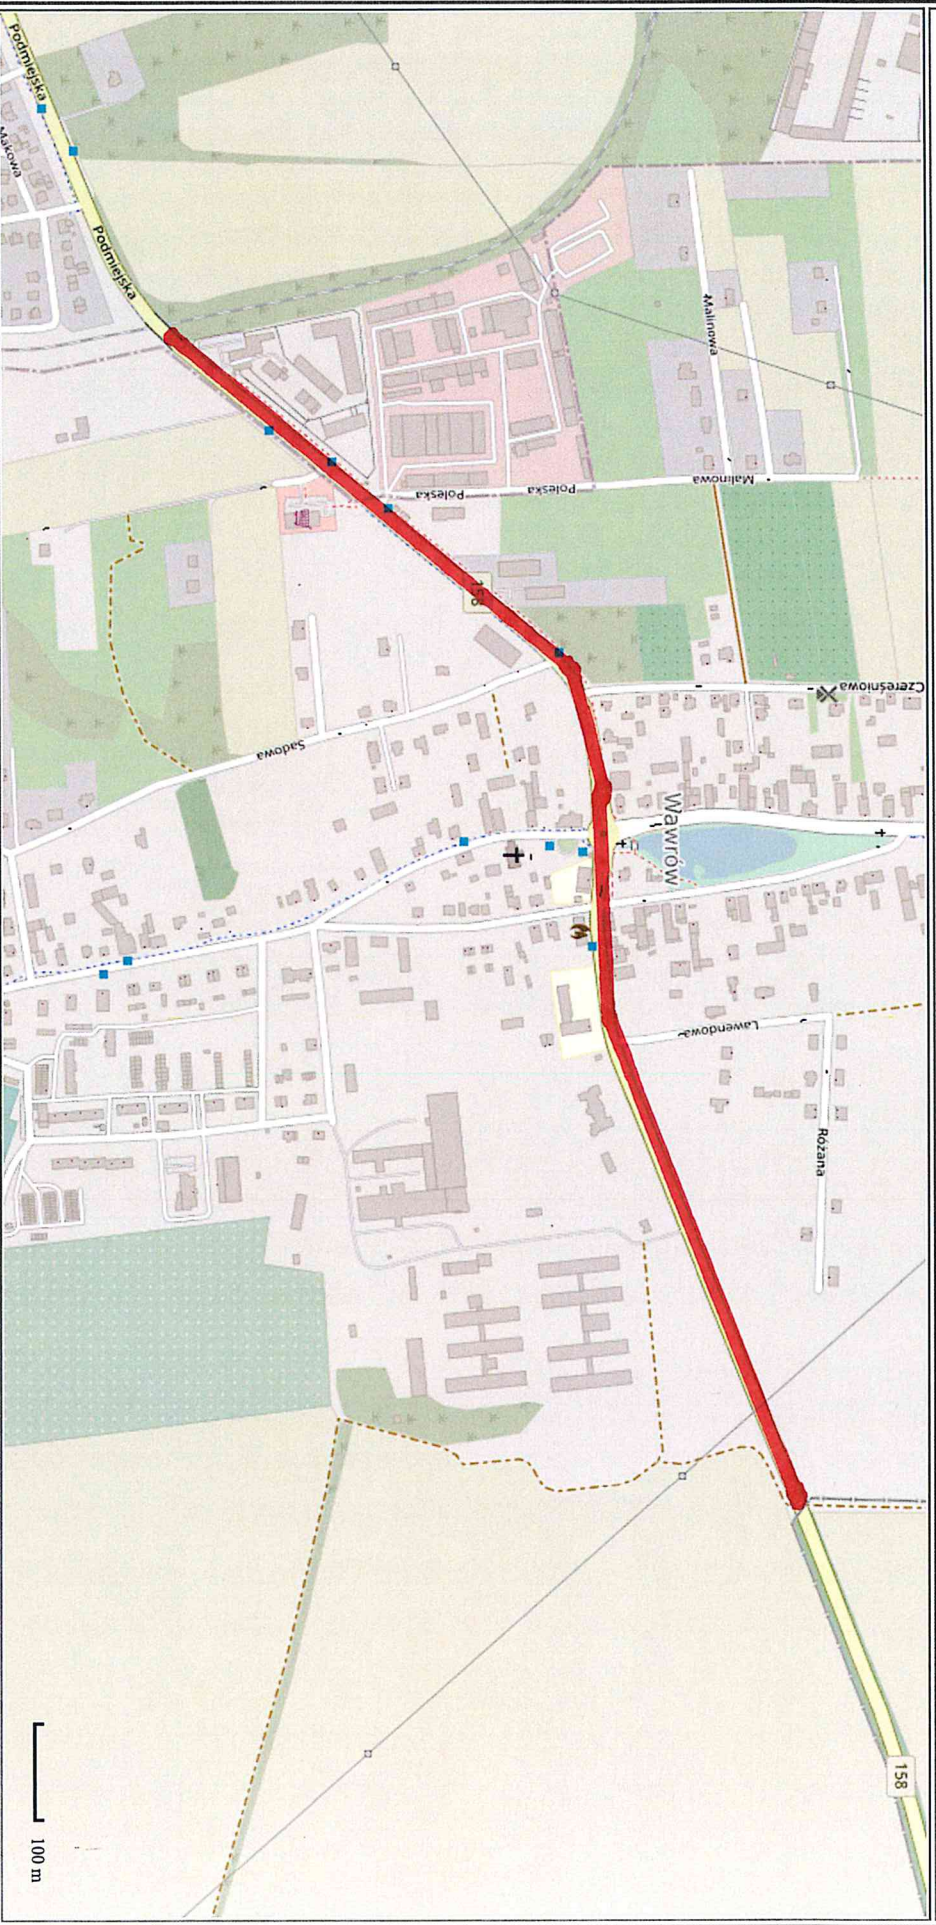 Podmiejska
Makowa
Podmiejska
Malinowa
Malinowa
Poleska
Poleska
158
Czereśniowa
Sadowa
Wawrów
Lawendowa
Różana
158
100 m